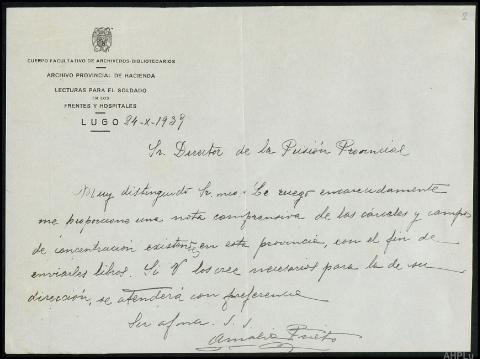 2
CUERPO FACULTATIVO DE ARCHIVEROS-BIBLIOTECARIOS
ARCHIVO PROVINCIAL DE HACIENDA
LECTURAS PARA EL SOLDADO
EN LOS
FRENTES Y HOSPITALES
LUGO 24-X-1939
Sr. Director de la Prisión Provincial
Muy distinguido Sr. mio: Le ruego encarecidamente
me proporcione una nota comprensiva de las cárceles y campos
de concentración existentes en esta provincia, con el fin de
enviarles libros. Si V. los cree necesarios para la de su
dirección, se atenderá con preferencia
Su afma. S. S.
Amalia Prieto
AHPLu